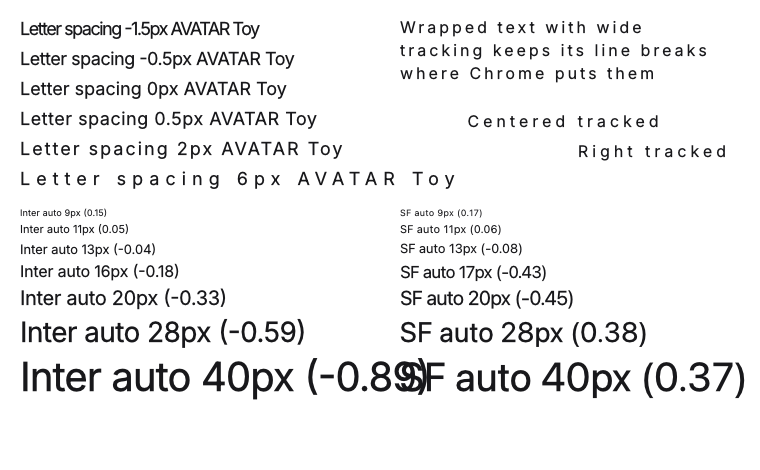 Letter spacing -1.5px AVATAR Toy
Letter spacing -0.5px AVATAR Toy
Letter spacing 0px AVATAR Toy
Letter spacing 0.5px AVATAR Toy
Letter spacing 2px AVATAR Toy
Letter spacing 6px AVATAR Toy
Wrapped text with wide
tracking keeps its line breaks
where Chrome puts them
Centered tracked
Right tracked
Inter auto 9px (0.15)
Inter auto 11px (0.05)
Inter auto 13px (-0.04)
Inter auto 16px (-0.18)
Inter auto 20px (-0.33)
Inter auto 28px (-0.59)
Inter auto 40px (-0.89)
SF auto 9px (0.17)
SF auto 11px (0.06)
SF auto 13px (-0.08)
SF auto 17px (-0.43)
SF auto 20px (-0.45)
SF auto 28px (0.38)
SF auto 40px (0.37)